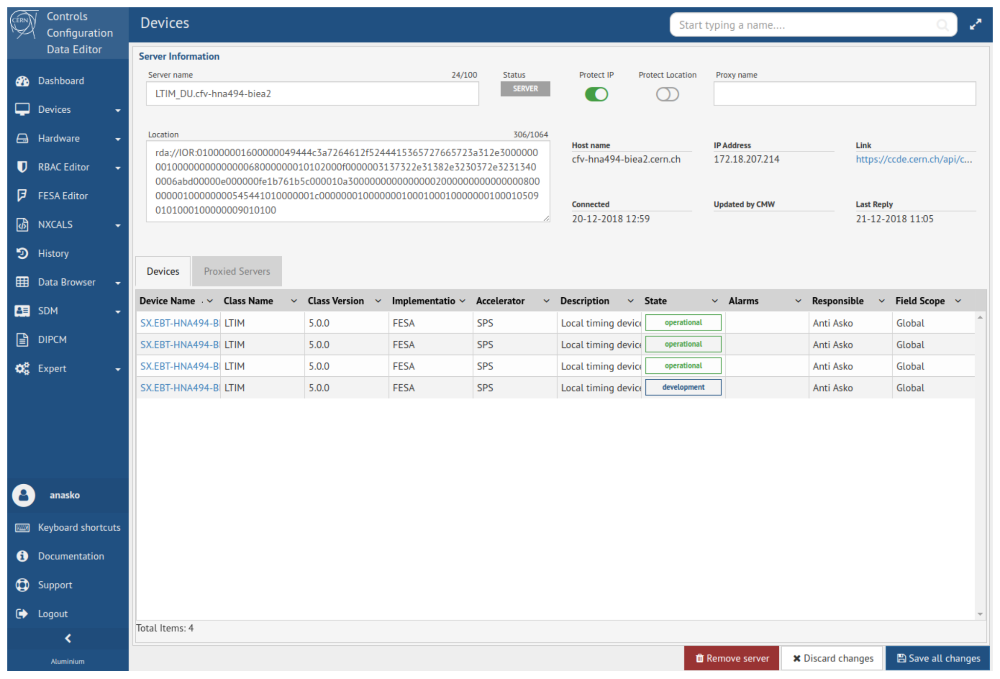 CERN
Controls
Configuration
Data Editor
Devices
Start typing a name....
Dashboard
Devices
Hardware
RBAC Editor
FESA Editor
NXCALS
History
Data Browser
SDM
DIPCM
Expert
anasko
Keyboard shortcuts
Documentation
Support
Logout
Aluminium
Server Information
Server name 24/100 Status Protect IP Protect Location Proxy name
LTIM_DU.cfv-hna494-biea2 SERVER
Location 306/1064
rda://IOR:010000001600000049444c3a7264612f5244415365727665723a312e3000000
0010000000000000068000000010102000f0000003137322e31382e3230372e3231340
0006abd00000e000000fe1b761b5c000010a30000000000000002000000000000000800
00000100000000545441010000001c00000001000000010001000100000001000010509
01010001000000009010100
Host name IP Address Link
cfv-hna494-biea2.cern.ch 172.18.207.214 https://ccde.cern.ch/api/c...
Connected Updated by CMW Last Reply
20-12-2018 12:59 21-12-2018 11:05
Devices Proxied Servers
Device Name Class Name Class Version Implementatio Accelerator Description State Alarms Responsible Field Scope
SX.EBT-HNA494-B LTIM 5.0.0 FESA SPS Local timing device operational Anti Asko Global
SX.EBT-HNA494-B LTIM 5.0.0 FESA SPS Local timing device operational Anti Asko Global
SX.EBT-HNA494-B LTIM 5.0.0 FESA SPS Local timing device operational Anti Asko Global
SX.EBT-HNA494-B LTIM 5.0.0 FESA SPS Local timing device development Anti Asko Global
Total Items: 4
Remove server Discard changes Save all changes